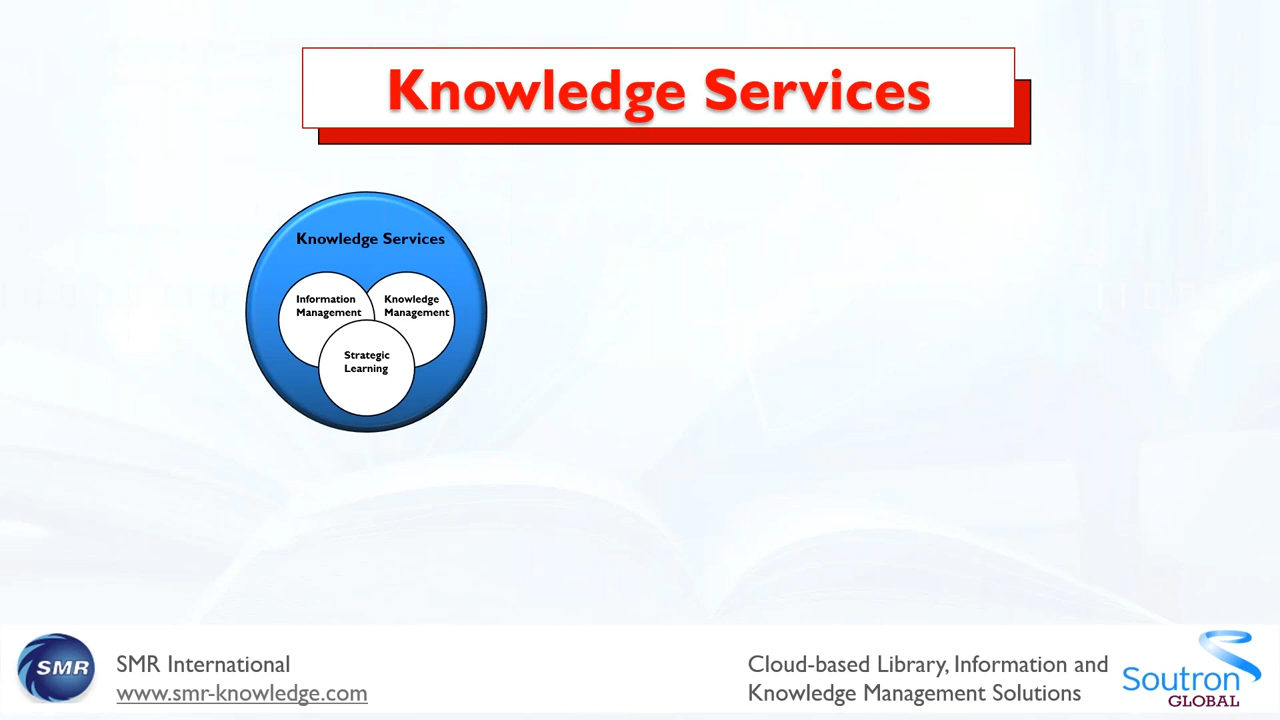 Knowledge Services
Knowledge Services
Information
Management
Knowledge
Management
Strategic
Learning
SMR
SMR International
www.smr-knowledge.com
Cloud-based Library, Information and
Knowledge Management Solutions
Soutron
GLOBAL